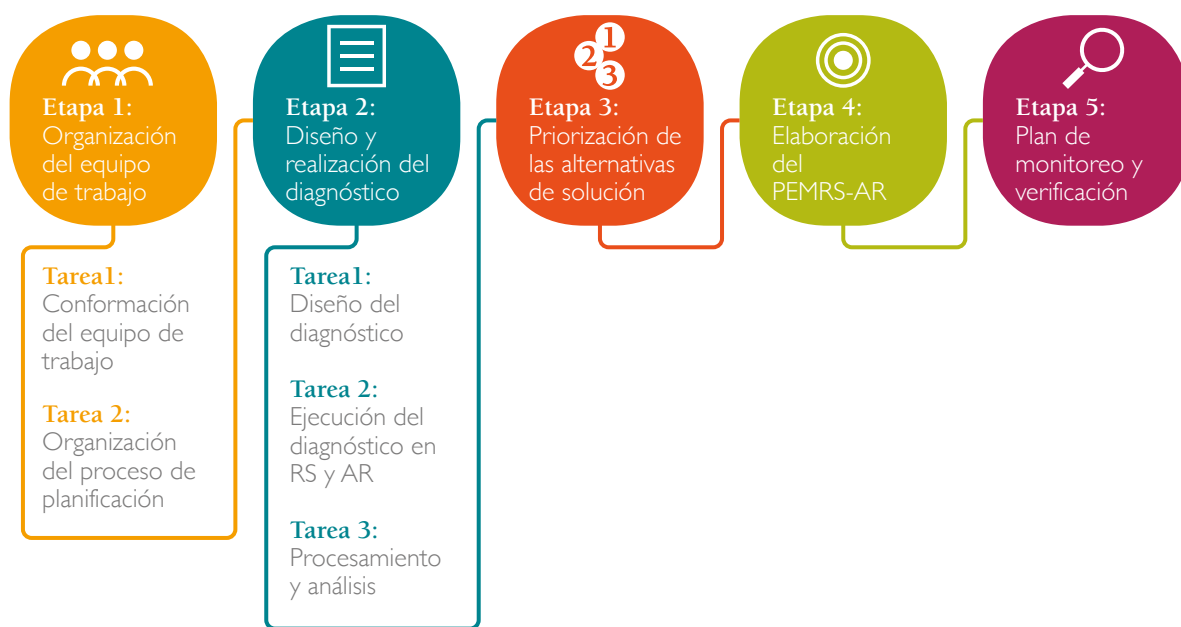 Etapa 1:
Organización
del equipo
de trabajo
Tarea1:
Conformación
del equipo de
trabajo
Tarea 2:
Organización
del proceso de
planificación
Etapa 2:
Diseño y
realización del
diagnóstico
Tarea1:
Diseño del
diagnóstico
Tarea 2:
Ejecución del
diagnóstico en
RS y AR
Tarea 3:
Procesamiento
y análisis
1
2
3
Etapa 3:
Priorización de
las alternativas
de solución
Etapa 4:
Elaboración
del
PEMRS-AR
Etapa 5:
Plan de
monitoreo y
verificación